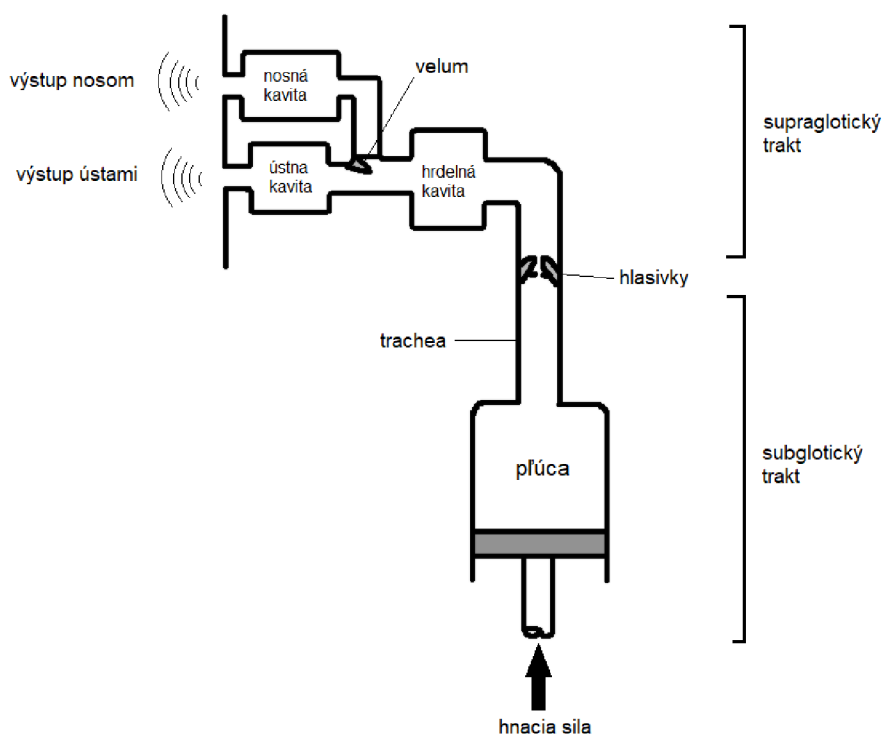 výstup nosom
nosná
kavita
velum
supraglotický
trakt
výstup ústami
ústna
kavita
hrdelná
kavita
hlasivky
trachea
subglotický
trakt
pľúca
hnacia sila